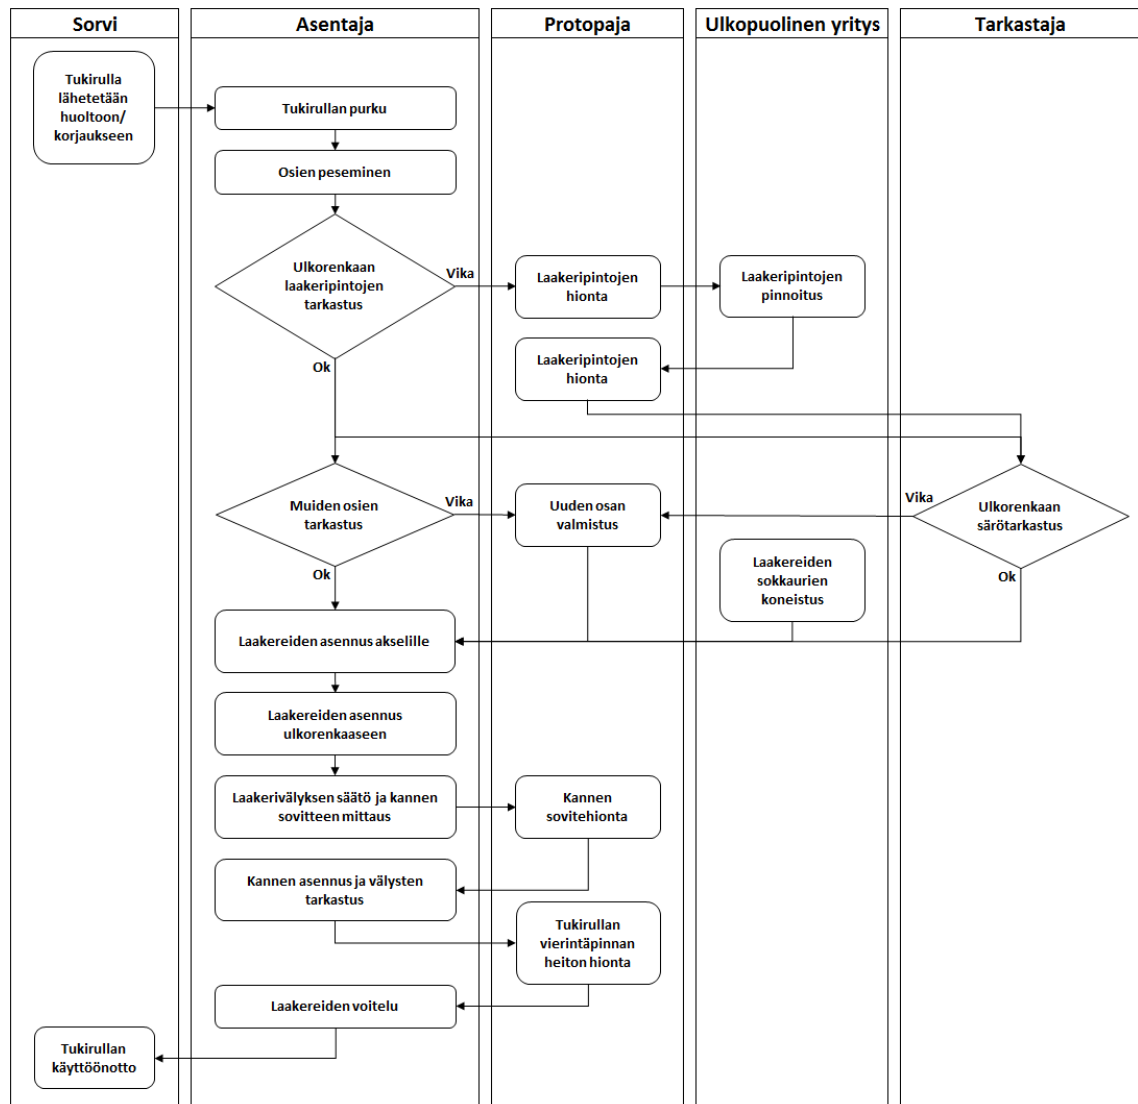 Sorvi
Asentaja
Protopaja
Ulkopuolinen yritys
Tarkastaja
Tukirulla
lähetetään
huoltoon/
korjaukseen
Tukirullan purku
Osien peseminen
Ulkorenkaan
laakeripintojen
tarkastus
Vika
Laakeripintojen
hionta
Laakeripintojen
pinnoitus
Ok
Laakeripintojen
hionta
Muiden osien
tarkastus
Vika
Uuden osan
valmistus
Vika
Ulkorenkaan
särötarkastus
Ok
Laakereiden
sokkaurien
koneistus
Ok
Laakereiden asennus akselille
Laakereiden asennus
ulkorenkaaseen
Laakerivälyksen säätö ja kannen
sovitteen mittaus
Kannen
sovitehionta
Kannen asennus ja välysten
tarkastus
Tukirullan
vierintäpinnan
heiton hionta
Laakereiden voitelu
Tukirullan
käyttöönotto